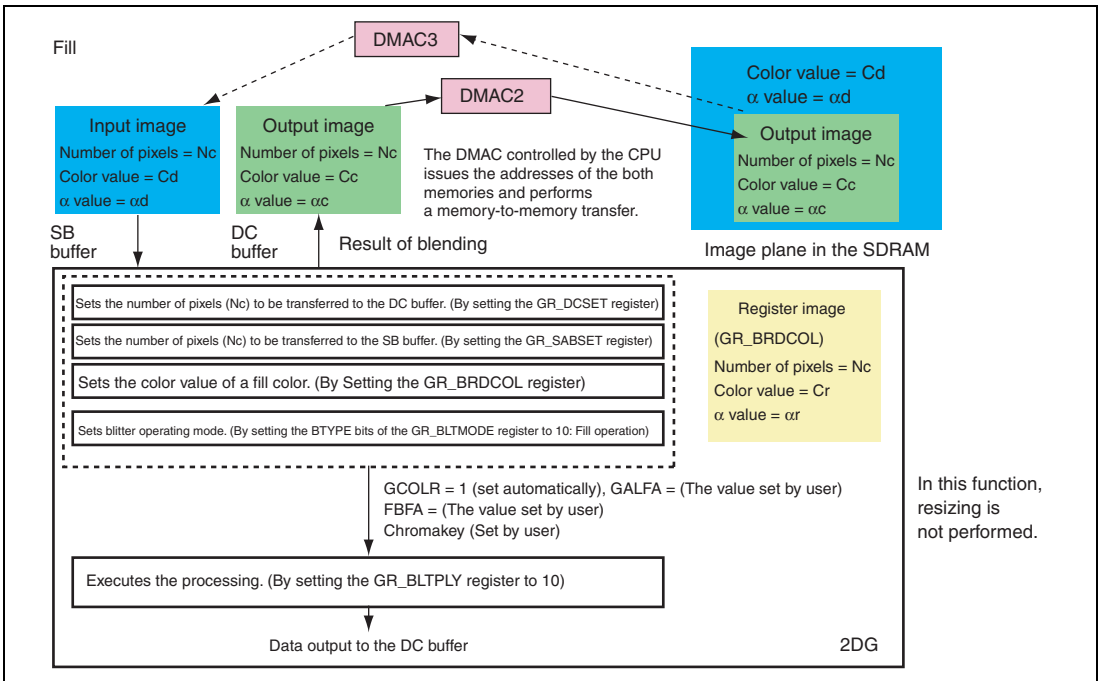 Fill
DMAC3
DMAC2
Color value = Cd
α value = αd
Input image
Number of pixels = Nc
Color value = Cd
α value = αd
Output image
Number of pixels = Nc
Color value = Cc
α value = αc
The DMAC controlled by the CPU
issues the addresses of the both
memories and performs
a memory-to-memory transfer.
Output image
Number of pixels = Nc
Color value = Cc
α value = αc
SB
buffer
DC
buffer
Result of blending
Image plane in the SDRAM
Sets the number of pixels (Nc) to be transferred to the DC buffer. (By setting the GR_DCSET register)
Sets the number of pixels (Nc) to be transferred to the SB buffer. (By setting the GR_SABSET register)
Sets the color value of a fill color. (By Setting the GR_BRDCOL register)
Sets blitter operating mode. (By setting the BTYPE bits of the GR_BLTMODE register to 10: Fill operation)
Register image
(GR_BRDCOL)
Number of pixels = Nc
Color value = Cr
α value = αr
GCOLR = 1 (set automatically), GALFA = (The value set by user)
FBFA = (The value set by user)
Chromakey (Set by user)
In this function,
resizing is
not performed.
Executes the processing. (By setting the GR_BLTPLY register to 10)
Data output to the DC buffer
2DG